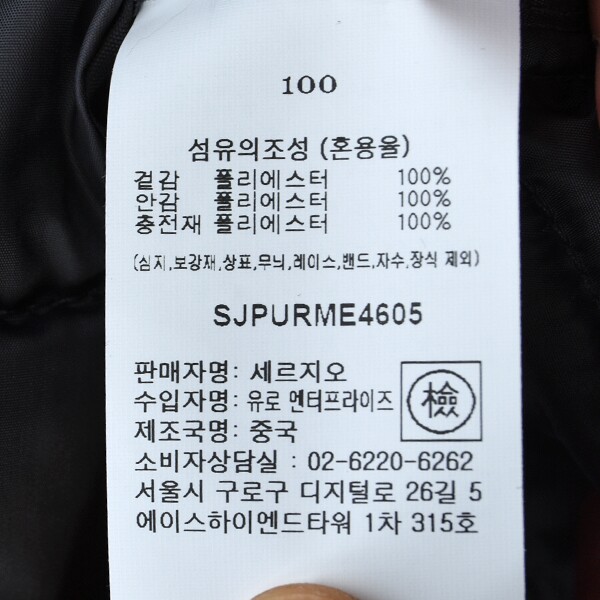 100
섬유의조성 (혼용율)
겉감 폴리에스터 100%
안감 폴리에스터 100%
충전재 폴리에스터 100%
(심지,보강재,상표,무늬,레이스,밴드,자수,장식 제외)
SJPURME4605
판매자명: 세르지오
수입자명: 유로 엔터프라이즈
제조국명: 중국
檢
소비자상담실 : 02-6220-6262
서울시 구로구 디지털로 26길 5
에이스하이엔드타워 1차 315호